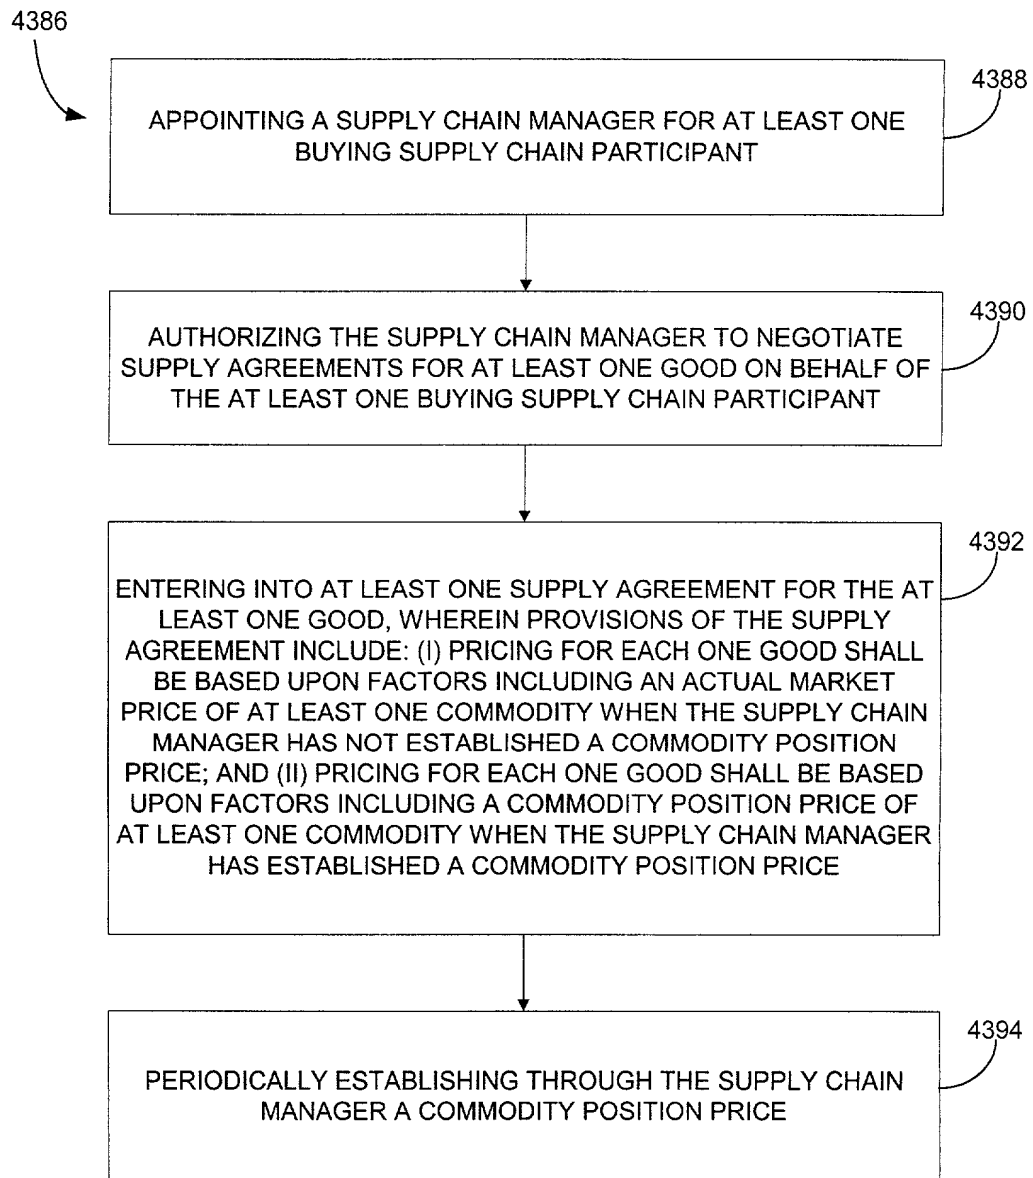 4386
4388
APPOINTING A SUPPLY CHAIN MANAGER FOR AT LEAST ONE
BUYING SUPPLY CHAIN PARTICIPANT
4390
AUTHORIZING THE SUPPLY CHAIN MANAGER TO NEGOTIATE
SUPPLY AGREEMENTS FOR AT LEAST ONE GOOD ON BEHALF OF
THE AT LEAST ONE BUYING SUPPLY CHAIN PARTICIPANT
4392
ENTERING INTO AT LEAST ONE SUPPLY AGREEMENT FOR THE AT
LEAST ONE GOOD, WHEREIN PROVISIONS OF THE SUPPLY
AGREEMENT INCLUDE: (I) PRICING FOR EACH ONE GOOD SHALL
BE BASED UPON FACTORS INCLUDING AN ACTUAL MARKET
PRICE OF AT LEAST ONE COMMODITY WHEN THE SUPPLY CHAIN
MANAGER HAS NOT ESTABLISHED A COMMODITY POSITION
PRICE; AND (II) PRICING FOR EACH ONE GOOD SHALL BE BASED
UPON FACTORS INCLUDING A COMMODITY POSITION PRICE OF
AT LEAST ONE COMMODITY WHEN THE SUPPLY CHAIN MANAGER
HAS ESTABLISHED A COMMODITY POSITION PRICE
4394
PERIODICALLY ESTABLISHING THROUGH THE SUPPLY CHAIN
MANAGER A COMMODITY POSITION PRICE